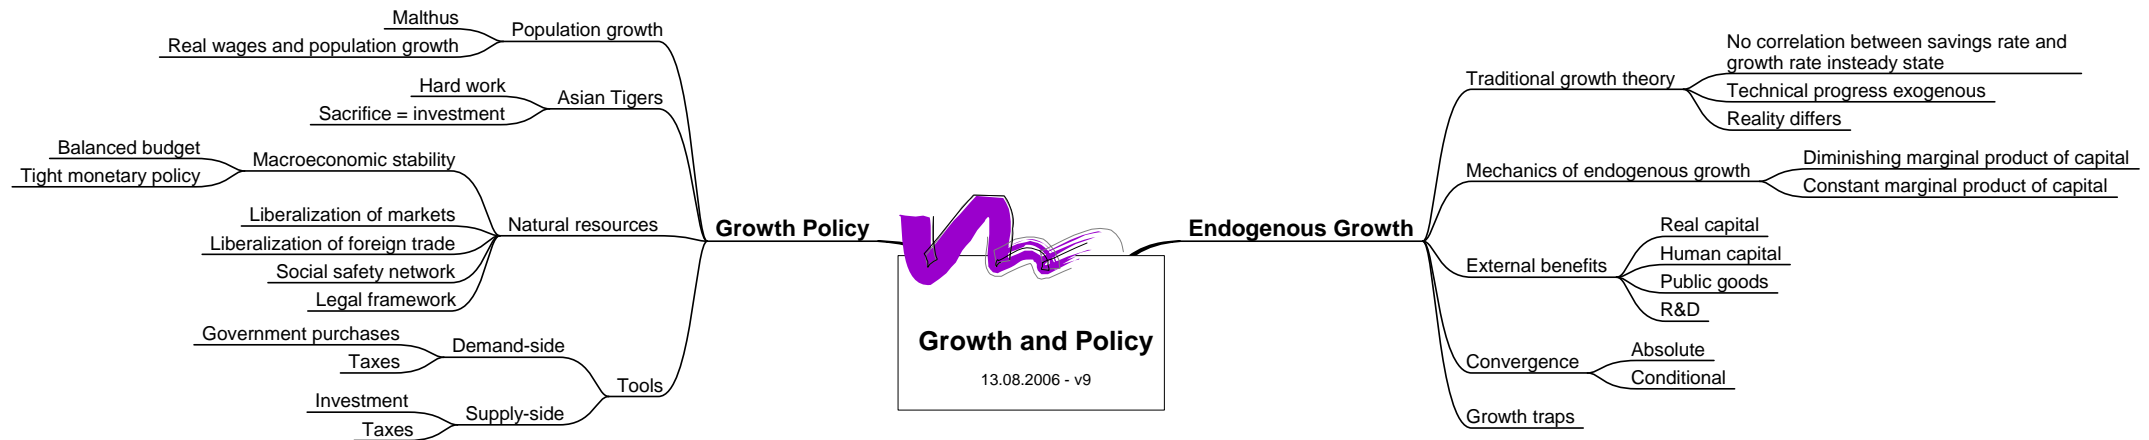 Growth and Policy
13.08.2006 - v9
Growth Policy
Population growth
Malthus
Real wages and population growth
Asian Tigers
Hard work
Sacrifice = investment
Natural resources
Macroeconomic stability
Balanced budget
Tight monetary policy
Liberalization of markets
Liberalization of foreign trade
Social safety network
Legal framework
Tools
Demand-side
Government purchases
Taxes
Supply-side
Investment
Taxes
Endogenous Growth
Traditional growth theory
No correlation between savings rate and
growth rate insteady state
Technical progress exogenous
Reality differs
Mechanics of endogenous growth
Diminishing marginal product of capital
Constant marginal product of capital
External benefits
Real capital
Human capital
Public goods
R&D
Convergence
Absolute
Conditional
Growth traps